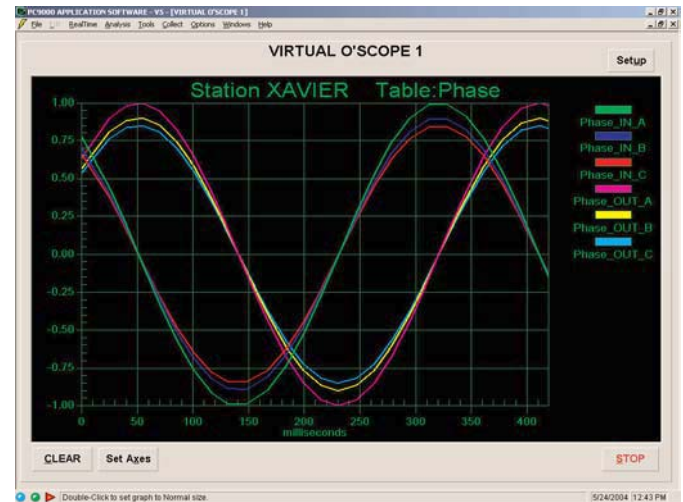 PC9000 APPLICATION SOFTWARE - V5 - [VIRTUAL O'SCOPE 1]
File RealTime Analysis Tools Collect Options Windows Help
VIRTUAL O'SCOPE 1
Setup
Station XAVIER Table:Phase
1.00
0.75
0.50
0.25
0.00
-0.25
-0.50
-0.75
-1.00
0 50 100 150 200 250 300 350 400
milliseconds
Phase_IN_A
Phase_IN_B
Phase_IN_C
Phase_OUT_A
Phase_OUT_B
Phase_OUT_C
CLEAR Set Axes STOP
Double-Click to set graph to Normal size. 5/24/2004 12:43 PM